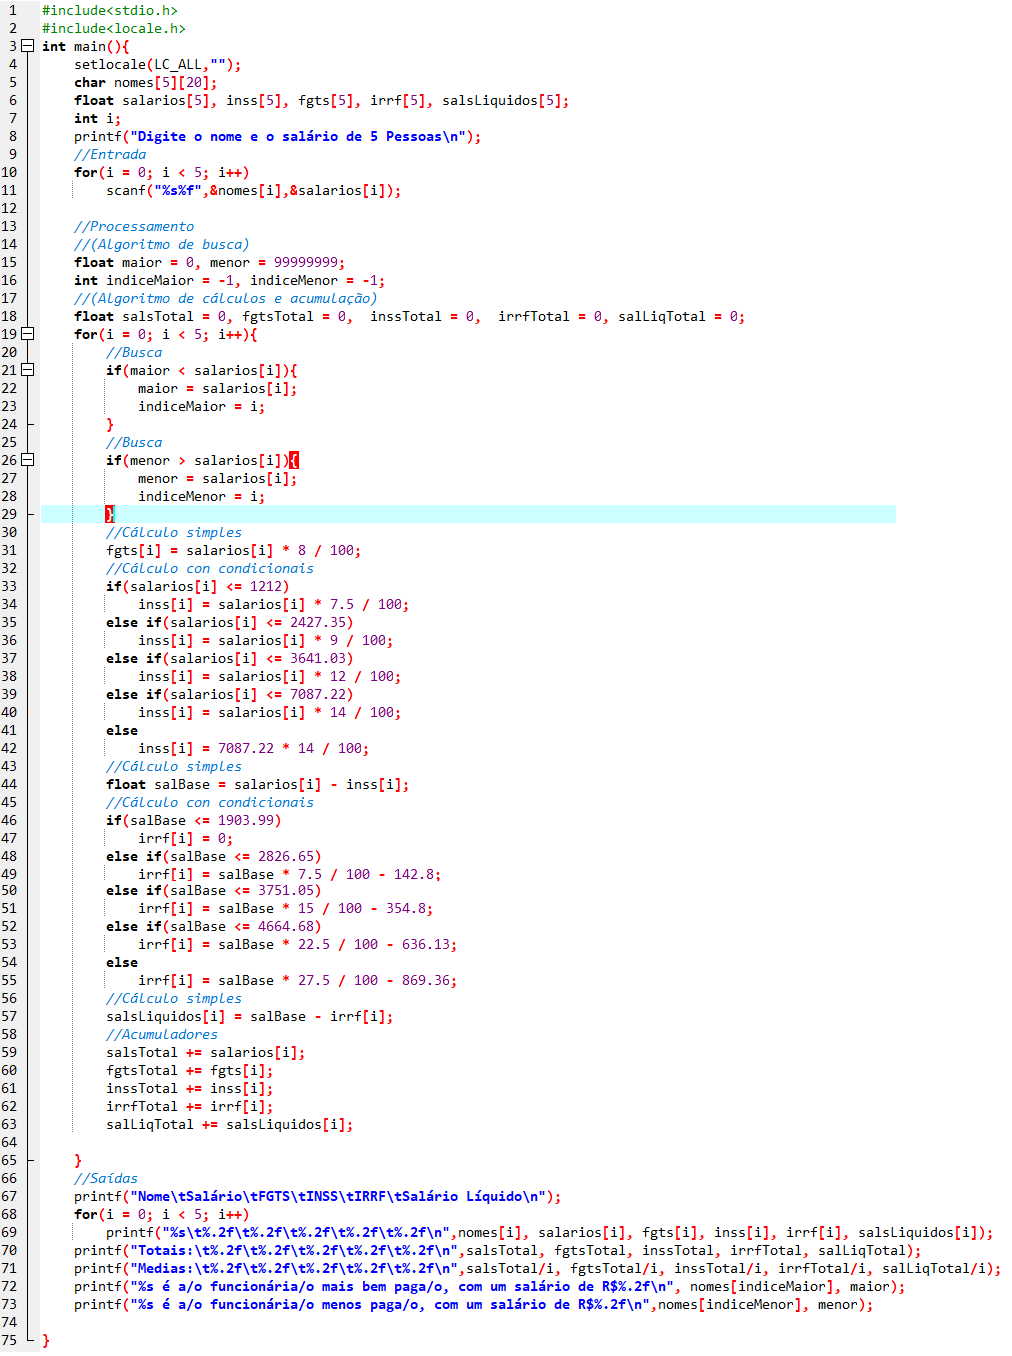 1 #include<stdio.h>
2 #include<locale.h>
3 int main(){
4 setlocale(LC_ALL,"");
5 char nomes[5][20];
6 float salarios[5], inss[5], fgts[5], irrf[5], salsLiquidos[5];
7 int i;
8 printf("Digite o nome e o salário de 5 Pessoas\n");
9 //Entrada
10 for(i = 0; i < 5; i++)
11 scanf("%s%f",&nomes[i],&salarios[i]);
12
13 //Processamento
14 //(Algoritmo de busca)
15 float maior = 0, menor = 99999999;
16 int indiceMaior = -1, indiceMenor = -1;
17 //(Algoritmo de cálculos e acumulação)
18 float salsTotal = 0, fgtsTotal = 0,  inssTotal = 0,  irrfTotal = 0, salLiqTotal = 0;
19 for(i = 0; i < 5; i++){
20 //Busca
21 if(maior < salarios[i]){
22 maior = salarios[i];
23 indiceMaior = i;
24 }
25 //Busca
26 if(menor > salarios[i]){
27 menor = salarios[i];
28 indiceMenor = i;
29 }
30 //Cálculo simples
31 fgts[i] = salarios[i] * 8 / 100;
32 //Cálculo con condicionais
33 if(salarios[i] <= 1212)
34 inss[i] = salarios[i] * 7.5 / 100;
35 else if(salarios[i] <= 2427.35)
36 inss[i] = salarios[i] * 9 / 100;
37 else if(salarios[i] <= 3641.03)
38 inss[i] = salarios[i] * 12 / 100;
39 else if(salarios[i] <= 7087.22)
40 inss[i] = salarios[i] * 14 / 100;
41 else
42 inss[i] = 7087.22 * 14 / 100;
43 //Cálculo simples
44 float salBase = salarios[i] - inss[i];
45 //Cálculo con condicionais
46 if(salBase <= 1903.99)
47 irrf[i] = 0;
48 else if(salBase <= 2826.65)
49 irrf[i] = salBase * 7.5 / 100 - 142.8;
50 else if(salBase <= 3751.05)
51 irrf[i] = salBase * 15 / 100 - 354.8;
52 else if(salBase <= 4664.68)
53 irrf[i] = salBase * 22.5 / 100 - 636.13;
54 else
55 irrf[i] = salBase * 27.5 / 100 - 869.36;
56 //Cálculo simples
57 salsLiquidos[i] = salBase - irrf[i];
58 //Acumuladores
59 salsTotal += salarios[i];
60 fgtsTotal += fgts[i];
61 inssTotal += inss[i];
62 irrfTotal += irrf[i];
63 salLiqTotal += salsLiquidos[i];
64
65 }
66 //Saídas
67 printf("Nome\tSalário\tFGTS\tINSS\tIRRF\tSalário Líquido\n");
68 for(i = 0; i < 5; i++)
69 printf("%s\t%.2f\t%.2f\t%.2f\t%.2f\t%.2f\n",nomes[i], salarios[i], fgts[i], inss[i], irrf[i], salsLiquidos[i]);
70 printf("Totais:\t%.2f\t%.2f\t%.2f\t%.2f\t%.2f\n",salsTotal, fgtsTotal, inssTotal, irrfTotal, salLiqTotal);
71 printf("Medias:\t%.2f\t%.2f\t%.2f\t%.2f\t%.2f\n",salsTotal/i, fgtsTotal/i, inssTotal/i, irrfTotal/i, salLiqTotal/i);
72 printf("%s é a/o funcionária/o mais bem paga/o, com um salário de R$%.2f\n", nomes[indiceMaior], maior);
73 printf("%s é a/o funcionária/o menos paga/o, com um salário de R$%.2f\n",nomes[indiceMenor], menor);
74
75 }